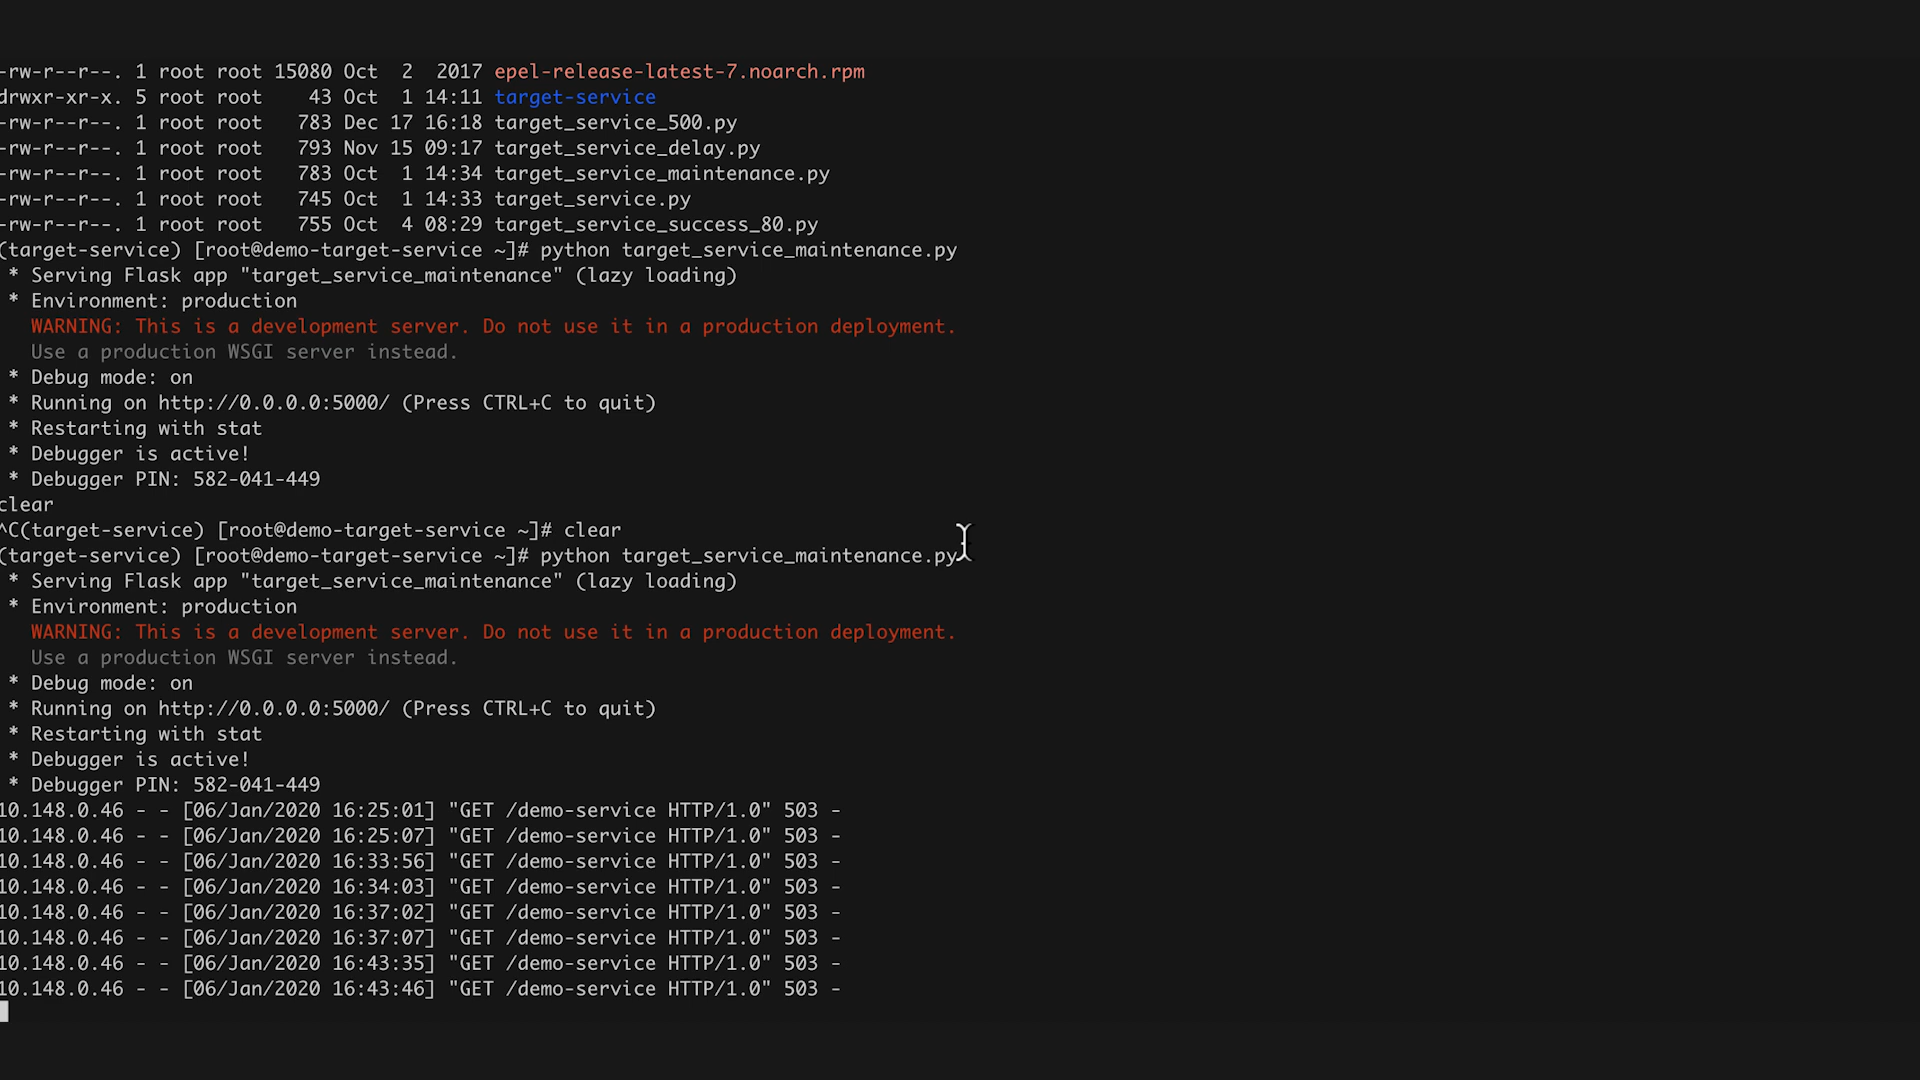 -rw-r--r--. 1 root root 15080 Oct  2  2017 epel-release-latest-7.noarch.rpm
drwxr-xr-x. 5 root root    43 Oct  1 14:11 target-service
-rw-r--r--. 1 root root   783 Dec 17 16:18 target_service_500.py
-rw-r--r--. 1 root root   793 Nov 15 09:17 target_service_delay.py
-rw-r--r--. 1 root root   783 Oct  1 14:34 target_service_maintenance.py
-rw-r--r--. 1 root root   745 Oct  1 14:33 target_service.py
-rw-r--r--. 1 root root   755 Oct  4 08:29 target_service_success_80.py
(target-service) [root@demo-target-service ~]# python target_service_maintenance.py
 * Serving Flask app "target_service_maintenance" (lazy loading)
 * Environment: production
   WARNING: This is a development server. Do not use it in a production deployment.
   Use a production WSGI server instead.
 * Debug mode: on
 * Running on http://0.0.0.0:5000/ (Press CTRL+C to quit)
 * Restarting with stat
 * Debugger is active!
 * Debugger PIN: 582-041-449
clear
^C(target-service) [root@demo-target-service ~]# clear
(target-service) [root@demo-target-service ~]# python target_service_maintenance.py
 * Serving Flask app "target_service_maintenance" (lazy loading)
 * Environment: production
   WARNING: This is a development server. Do not use it in a production deployment.
   Use a production WSGI server instead.
 * Debug mode: on
 * Running on http://0.0.0.0:5000/ (Press CTRL+C to quit)
 * Restarting with stat
 * Debugger is active!
 * Debugger PIN: 582-041-449
10.148.0.46 - - [06/Jan/2020 16:25:01] "GET /demo-service HTTP/1.0" 503 -
10.148.0.46 - - [06/Jan/2020 16:25:07] "GET /demo-service HTTP/1.0" 503 -
10.148.0.46 - - [06/Jan/2020 16:33:56] "GET /demo-service HTTP/1.0" 503 -
10.148.0.46 - - [06/Jan/2020 16:34:03] "GET /demo-service HTTP/1.0" 503 -
10.148.0.46 - - [06/Jan/2020 16:37:02] "GET /demo-service HTTP/1.0" 503 -
10.148.0.46 - - [06/Jan/2020 16:37:07] "GET /demo-service HTTP/1.0" 503 -
10.148.0.46 - - [06/Jan/2020 16:43:35] "GET /demo-service HTTP/1.0" 503 -
10.148.0.46 - - [06/Jan/2020 16:43:46] "GET /demo-service HTTP/1.0" 503 -